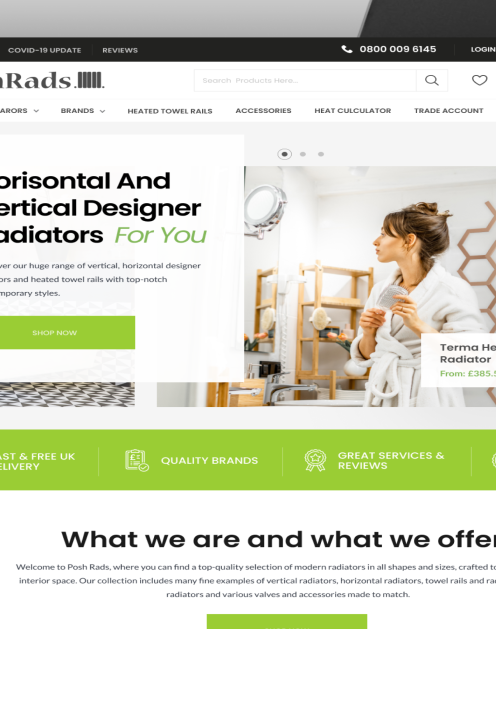 COVID-19 UPDATE REVIEWS 0800 009 6145 LOGIN
hRads.
Search Products Here...
ARORS BRANDS HEATED TOWEL RAILS ACCESSORIES HEAT CULCULATOR TRADE ACCOUNT
orisontal And
ertical Designer
adiators For You
ver our huge range of vertical, horizontal designer
ors and heated towel rails with top-notch
mporary styles.
SHOP NOW
Terma He
Radiator
From: £385.5
AST & FREE UK
ELIVERY
QUALITY BRANDS
GREAT SERVICES &
REVIEWS
What we are and what we offer
Welcome to Posh Rads, where you can find a top-quality selection of modern radiators in all shapes and sizes, crafted to
interior space. Our collection includes many fine examples of vertical radiators, horizontal radiators, towel rails and ra
radiators and various valves and accessories made to match.